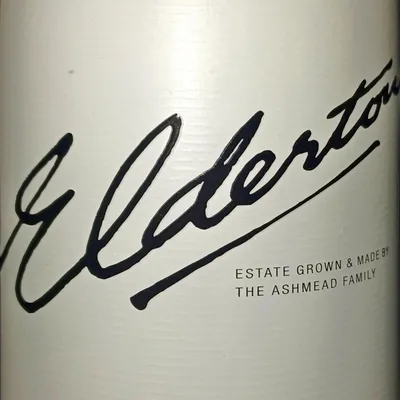 Elderton
ESTATE GROWN & MADE BY
THE ASHMEAD FAMILY